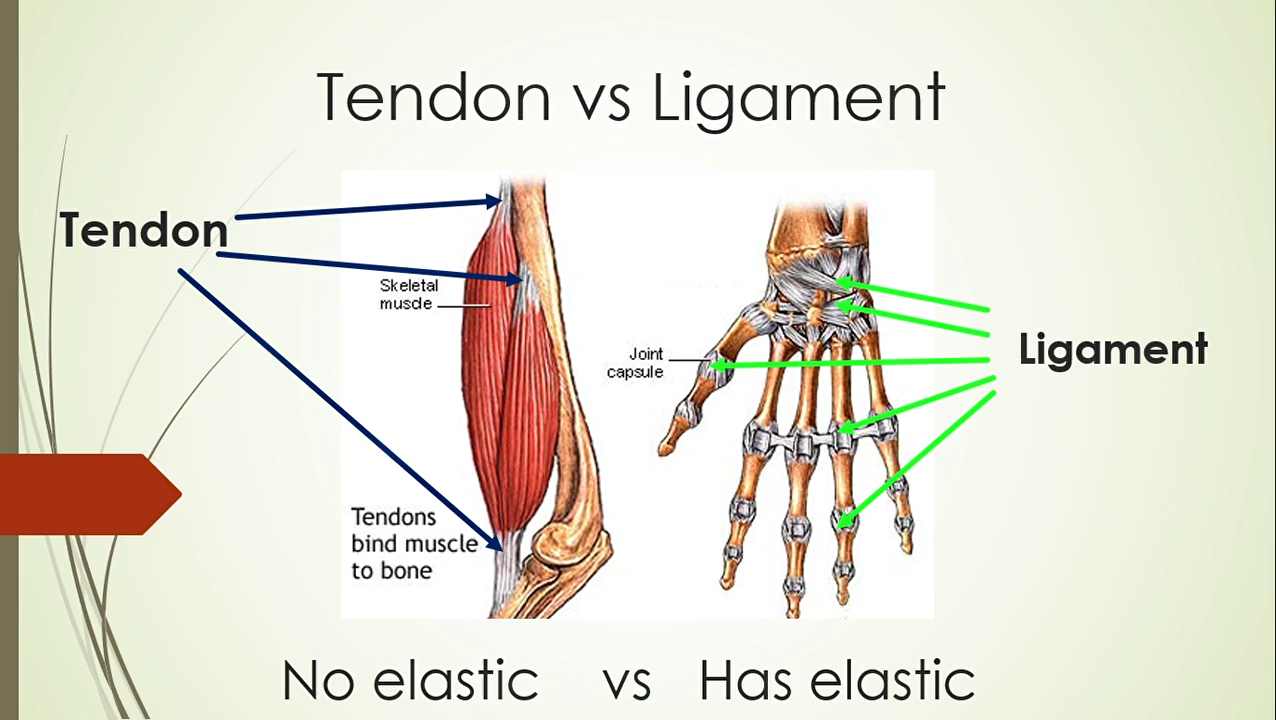 Tendon vs Ligament
Tendon
Skeletal
muscle
Joint
capsule
Ligament
Tendons
bind muscle
to bone
No elastic vs Has elastic